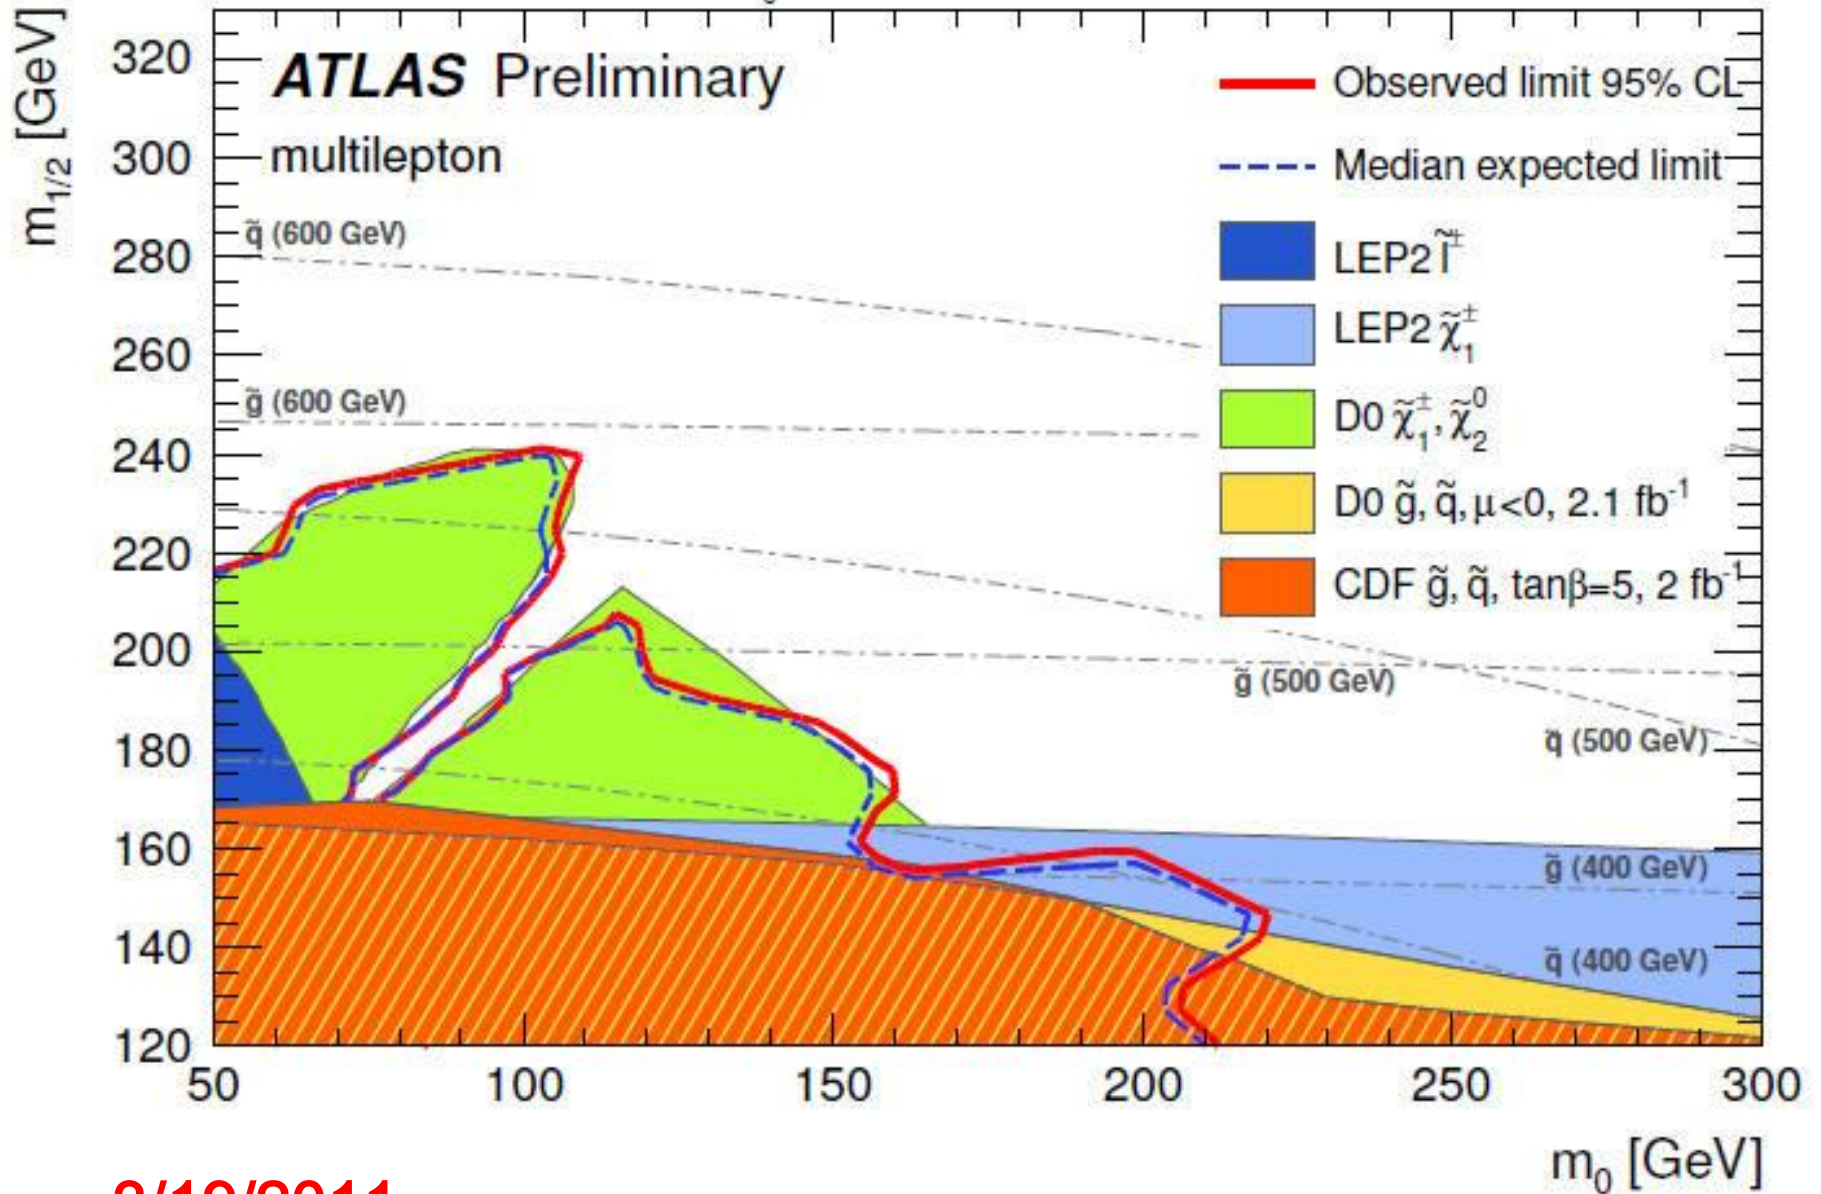 m1/2 [GeV]
320
300
280
260
240
220
200
180
160
140
120
ATLAS Preliminary
multilepton
Observed limit 95% CL
Median expected limit
LEP2 l̃±
LEP2 χ̃1±
D0 χ̃1±, χ̃20
D0 g̃, q̃, μ<0, 2.1 fb-1
CDF g̃, q̃, tanβ=5, 2 fb-1
q̃ (600 GeV)
g̃ (600 GeV)
g̃ (500 GeV)
q̃ (500 GeV)
g̃ (400 GeV)
q̃ (400 GeV)
50 100 150 200 250 300
m0 [GeV]